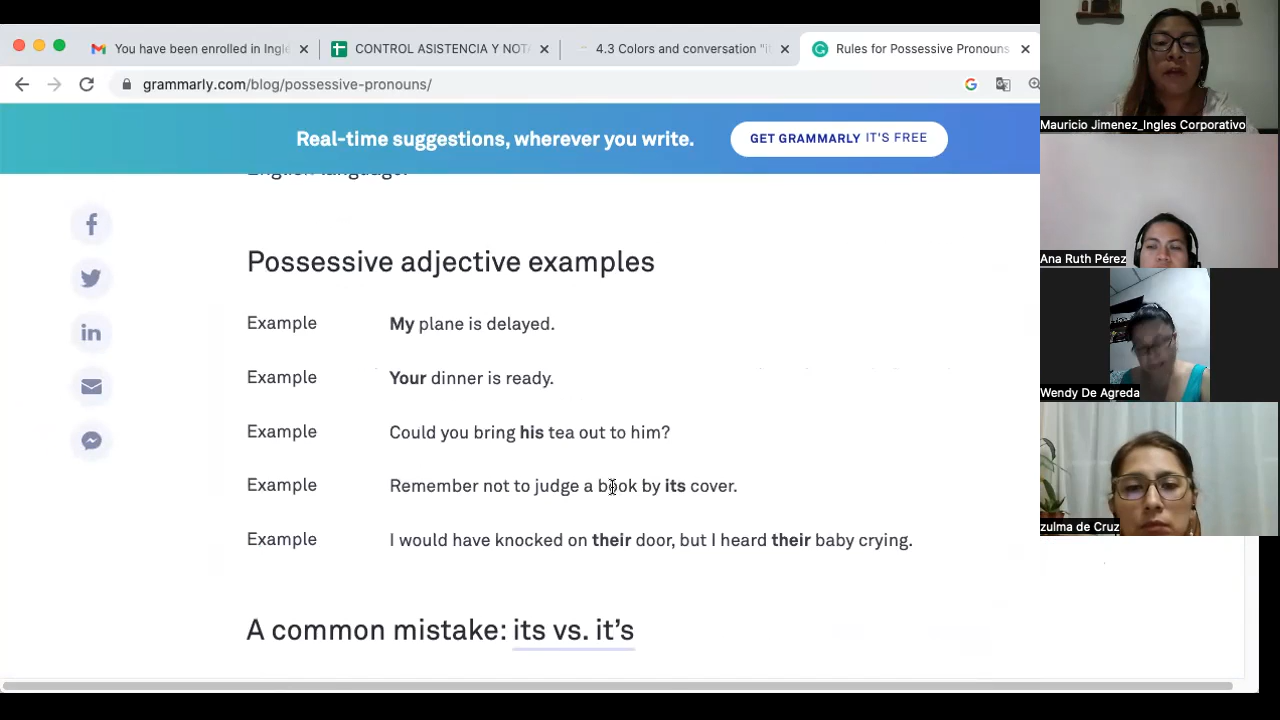 You have been enrolled in Ingl
CONTROL ASISTENCIA Y NOT
4.3 Colors and conversation "I
Rules for Possessive Pronouns
grammarly.com/blog/possessive-pronouns/
Real-time suggestions, wherever you write.
GET GRAMMARLY IT'S FREE
English language.
Possessive adjective examples
Example My plane is delayed.
Example Your dinner is ready.
Example Could you bring his tea out to him?
Example Remember not to judge a book by its cover.
Example I would have knocked on their door, but I heard their baby crying.
A common mistake: its vs. it's
Mauricio Jimenez_Ingles Corporativo
Ana Ruth Pérez
Wendy De Agreda
zulma de Cruz